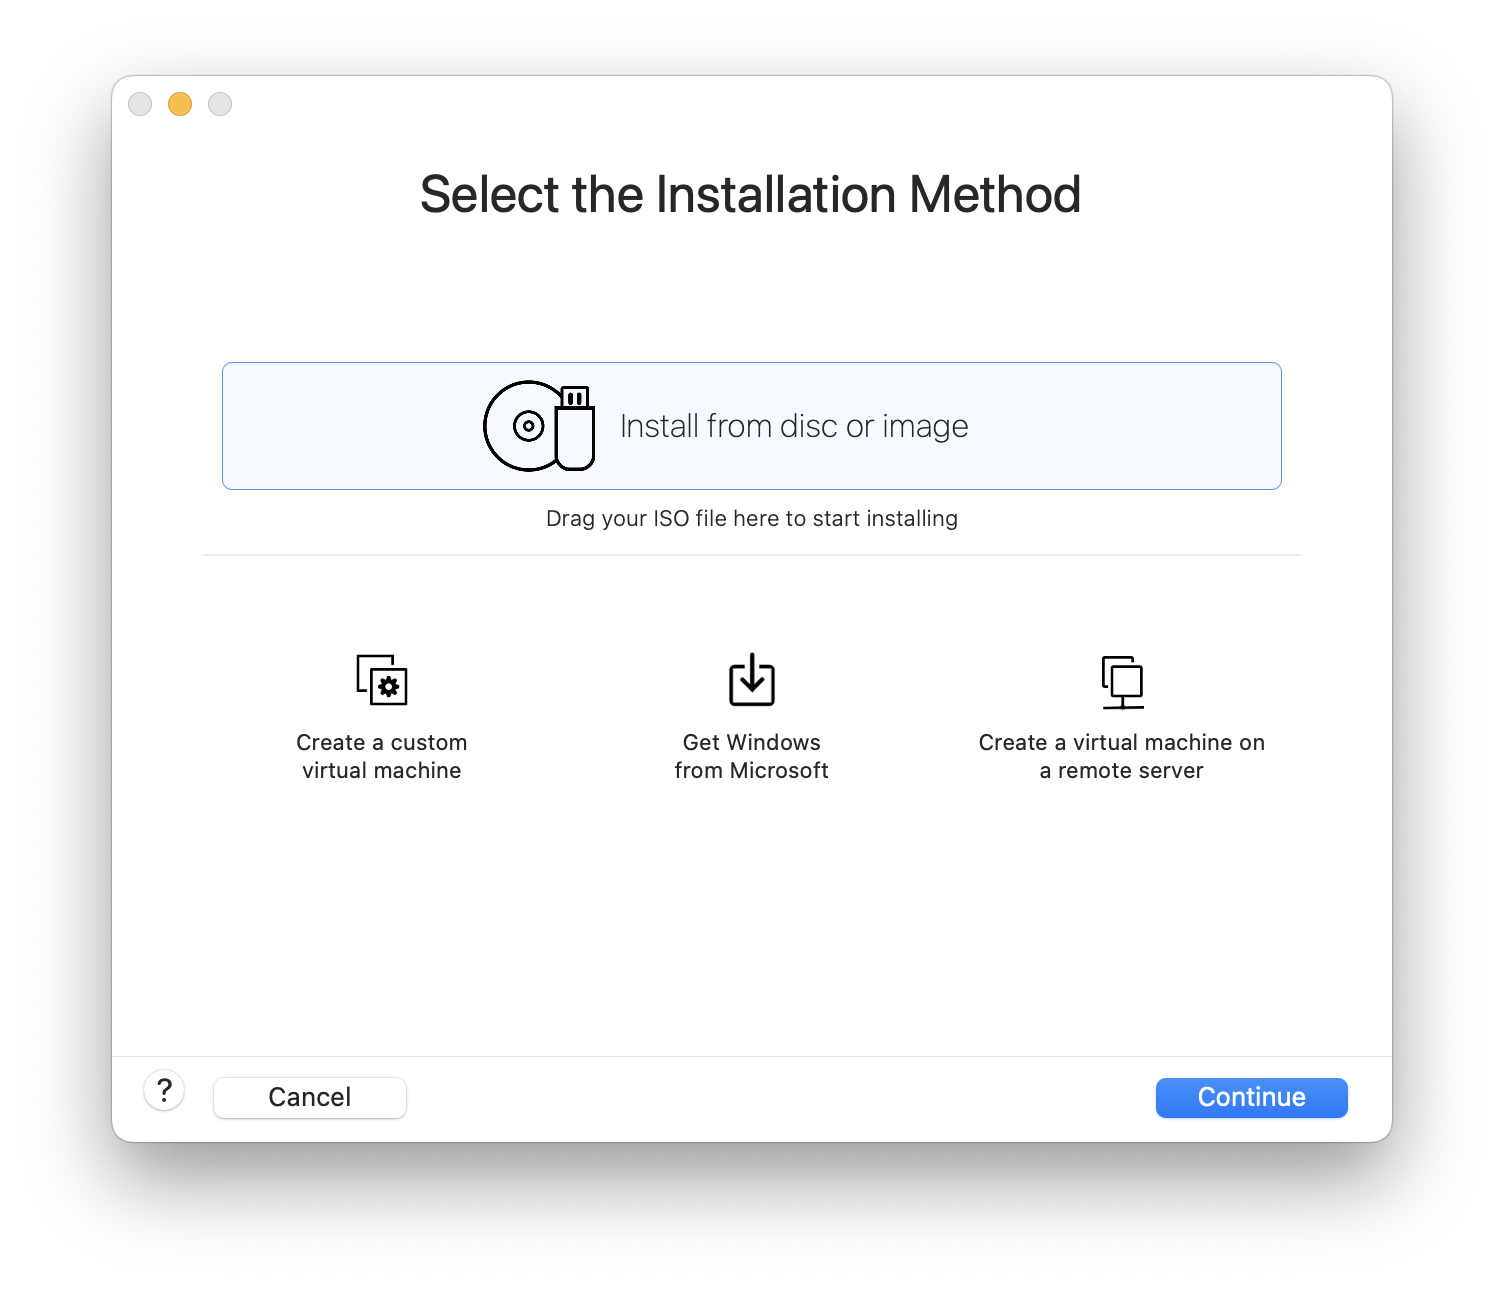 Select the Installation Method
Install from disc or image
Drag your ISO file here to start installing
Create a custom
virtual machine
Get Windows
from Microsoft
Create a virtual machine on
a remote server
?
Cancel
Continue